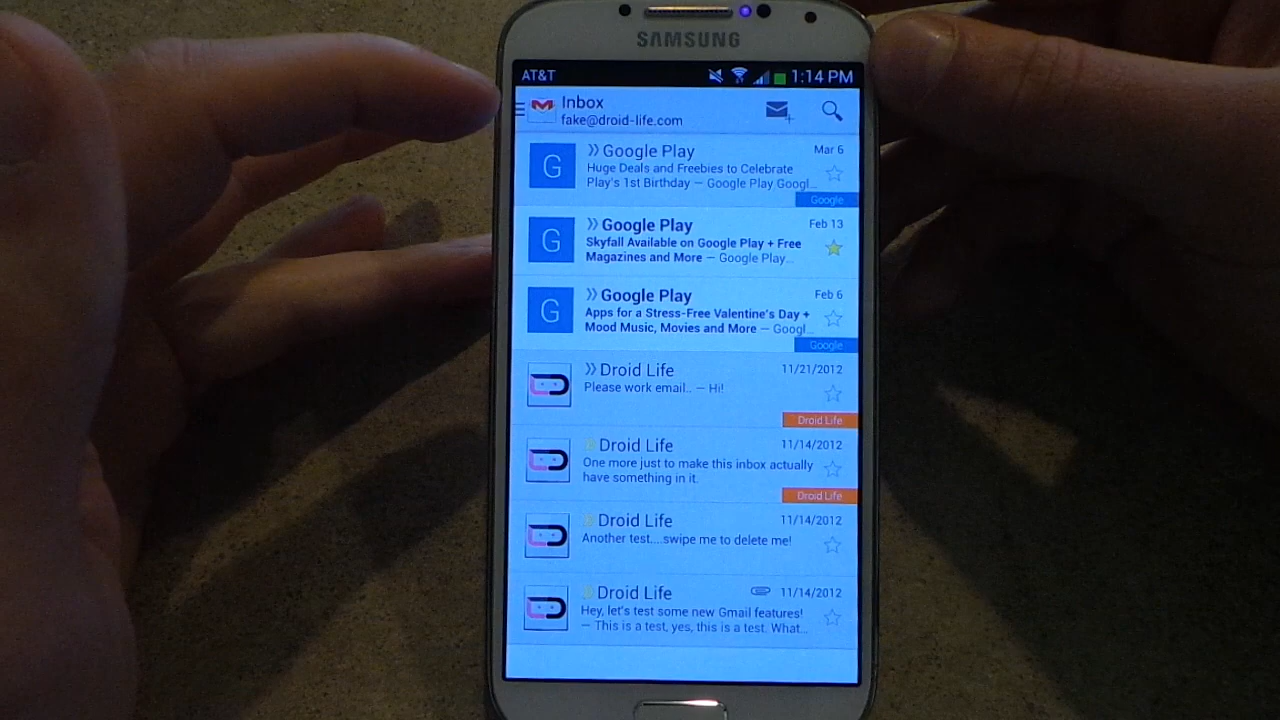 SAMSUNG
AT&T 1:14 PM
Inbox
fake@droid-life.com
G
Google Play Mar 6
Huge Deals and Freebies to Celebrate
Play's 1st Birthday — Google Play Googl...
Google
G
Google Play Feb 13
Skyfall Available on Google Play + Free
Magazines and More — Google Play...
G
Google Play Feb 6
Apps for a Stress-Free Valentine's Day +
Mood Music, Movies and More — Googl...
Google
Droid Life 11/21/2012
Please work email.. — Hi!
Droid Life
Droid Life 11/14/2012
One more just to make this inbox actually
have something in it.
Droid Life
Droid Life 11/14/2012
Another test....swipe me to delete me!
Droid Life 11/14/2012
Hey, let's test some new Gmail features!
— This is a test, yes, this is a test. What...